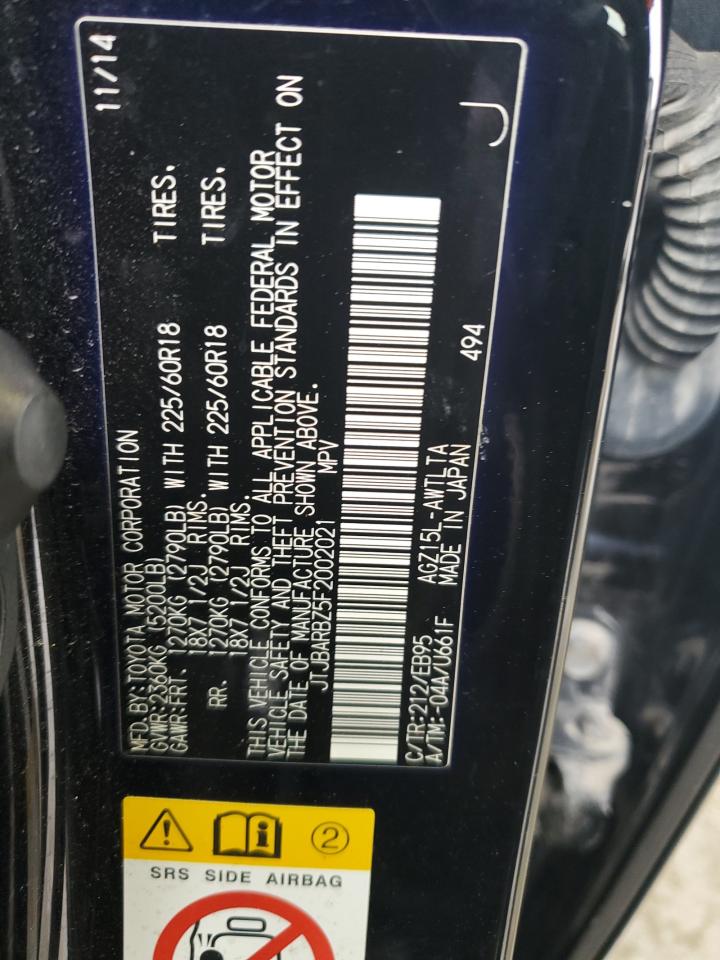 MFD.BY:TOYOTA MOTOR CORPORATION 11/14
GVWR:2360KG (5200LB)
GAWR:FRT. 1270KG (2790LB) WITH 225/60R18 TIRES.
18X7 1/2J RIMS.
RR. 1270KG (2790LB) WITH 225/60R18 TIRES.
18X7 1/2J RIMS.
THIS VEHICLE CONFORMS TO ALL APPLICABLE FEDERAL MOTOR
VEHICLE SAFETY AND THEFT PREVENTION STANDARDS IN EFFECT ON
THE DATE OF MANUFACTURE SHOWN ABOVE.
JTJBARBZ5F2002021 MPV
C/TR:212/EB95 AGZ15L-AWTLTA
A/TM:-04A/U661F MADE IN JAPAN 494 J
2
SRS SIDE AIRBAG